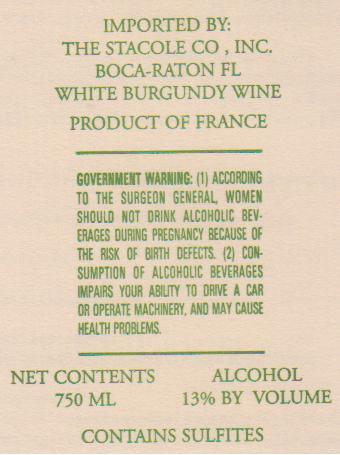 IMPORTED BY:
THE STACOLE CO , INC.
BOCA-RATON FL
WHITE BURGUNDY WINE
PRODUCT OF FRANCE
GOVERNMENT WARNING: (1) ACCORDING
TO THE SURGEON GENERAL, WOMEN
SHOULD NOT DRINK ALCOHOLIC BEV-
ERAGES DURING PREGNANCY BECAUSE OF
THE RISK OF BIRTH DEFECTS. (2) CON-
SUMPTION OF ALCOHOLIC BEVERAGES
IMPAIRS YOUR ABILITY TO DRIVE A CAR
OR OPERATE MACHINERY, AND MAY CAUSE
HEALTH PROBLEMS.
NET CONTENTS
750 ML
ALCOHOL
13% BY VOLUME
CONTAINS SULFITES